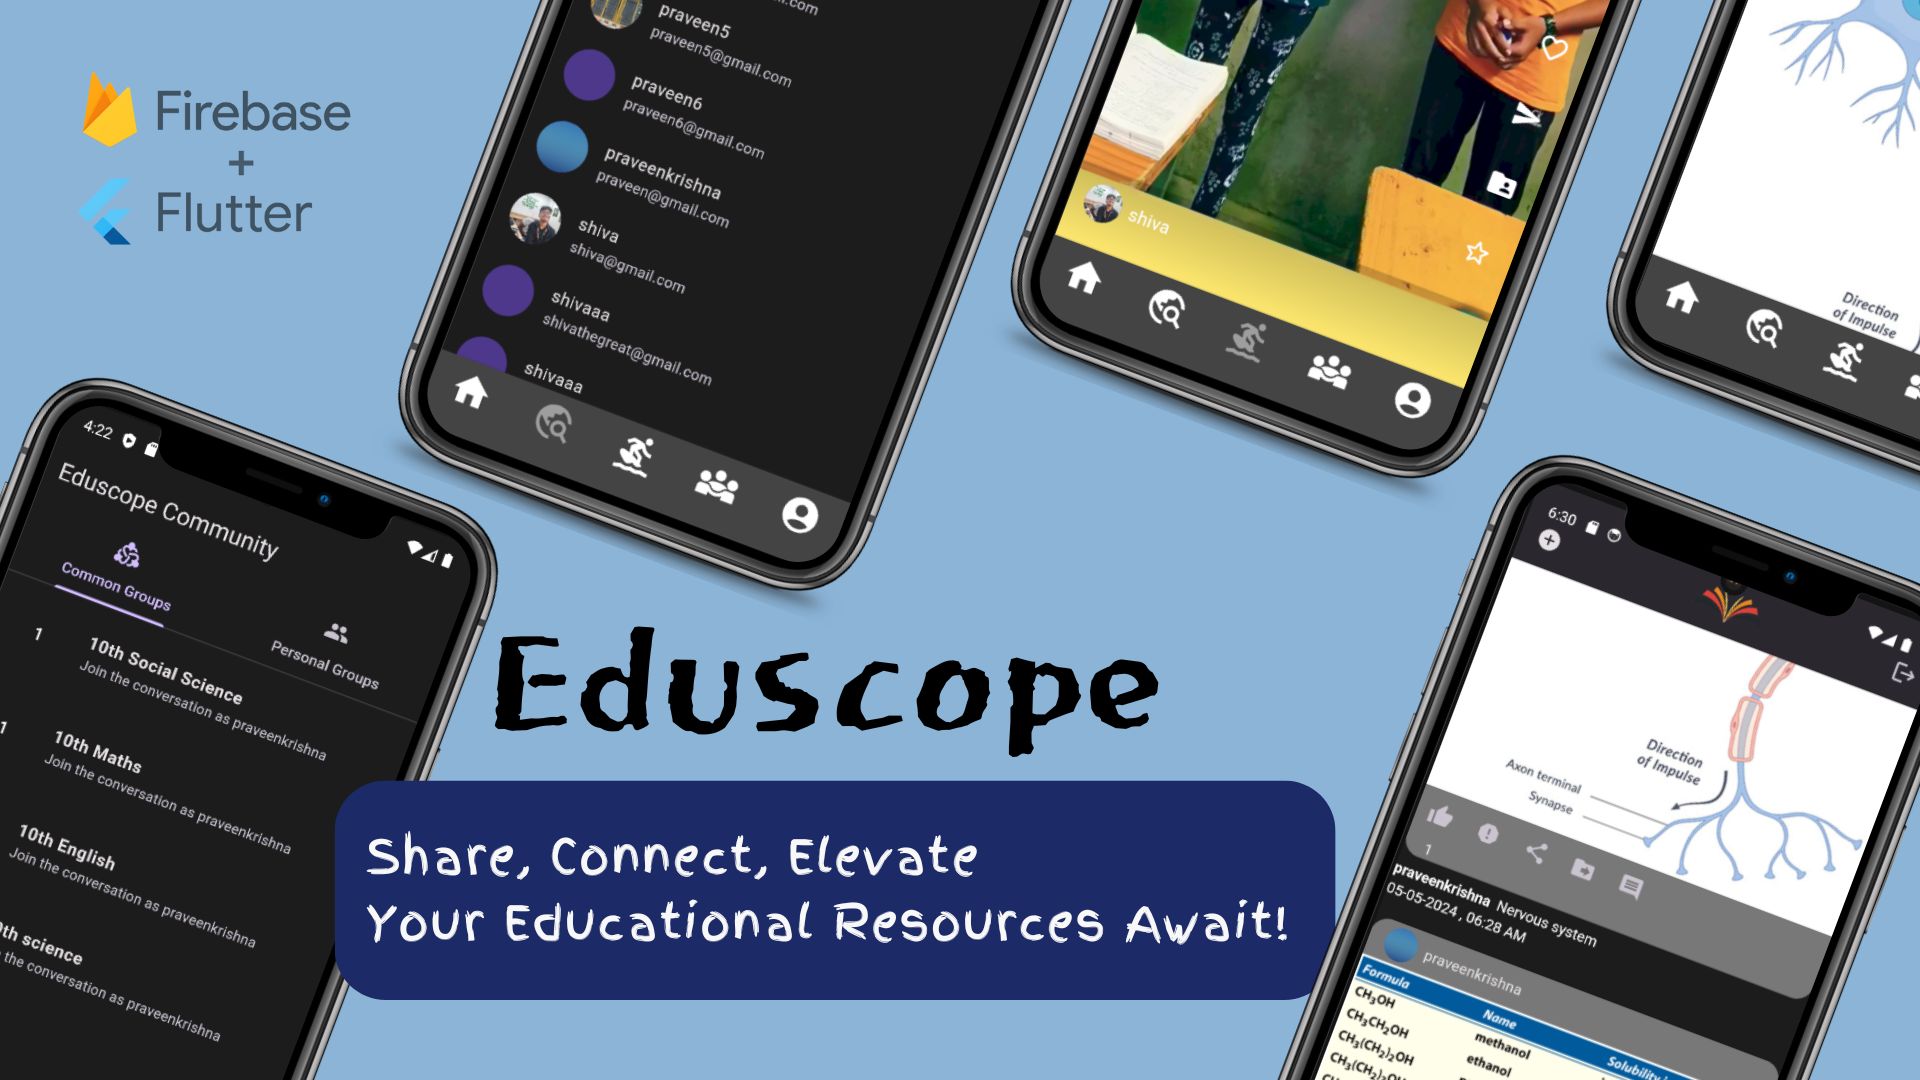 Firebase
+
Flutter
praveen5
praveen5@gmail.com
praveen6
praveen6@gmail.com
praveenkrishna
praveen@gmail.com
shiva
shiva@gmail.com
shivaaa
shivathegreat@gmail.com
shivaaa
shiva
Direction
of Impulse
4:22
Eduscope Community
Common Groups
Personal Groups
1
10th Social Science
Join the conversation as praveenkrishna
1
10th Maths
Join the conversation as praveenkrishna
10th English
Join the conversation as praveenkrishna
th science
the conversation as praveenkrishna
Eduscope
Share, Connect, Elevate
Your Educational Resources Await!
6:30
Direction
of Impulse
Axon terminal
Synapse
1
praveenkrishna Nervous system
05-05-2024 , 06:28 AM
praveenkrishna
Formula Name Solubility
CH₃OH methanol
CH₃CH₂OH ethanol
CH₃(CH₂)₂OH